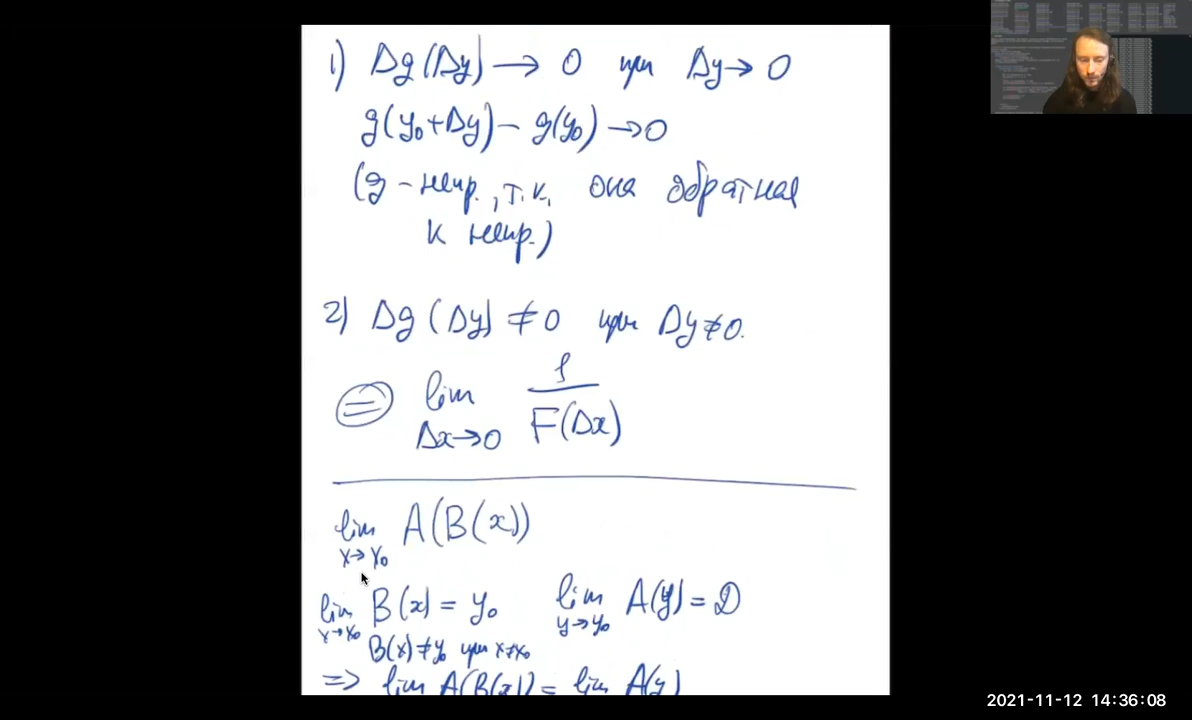 1) Δg(Δy) → 0 при Δy → 0
g(y₀+Δy) - g(y₀) → 0
(g - непр., т.к. она обратная
к непр.)
2) Δg(Δy) ≠ 0 при Δy ≠ 0.
= lim 1
Δx→0 F(Δx)
lim A(B(x))
x→x₀
lim B(x) = y₀ lim A(y) = D
x→x₀ y→y₀
B(x) ≠ y₀ при x≠x₀
=> lim A(B(x)) = lim A(y)
2021-11-12 14:36:08